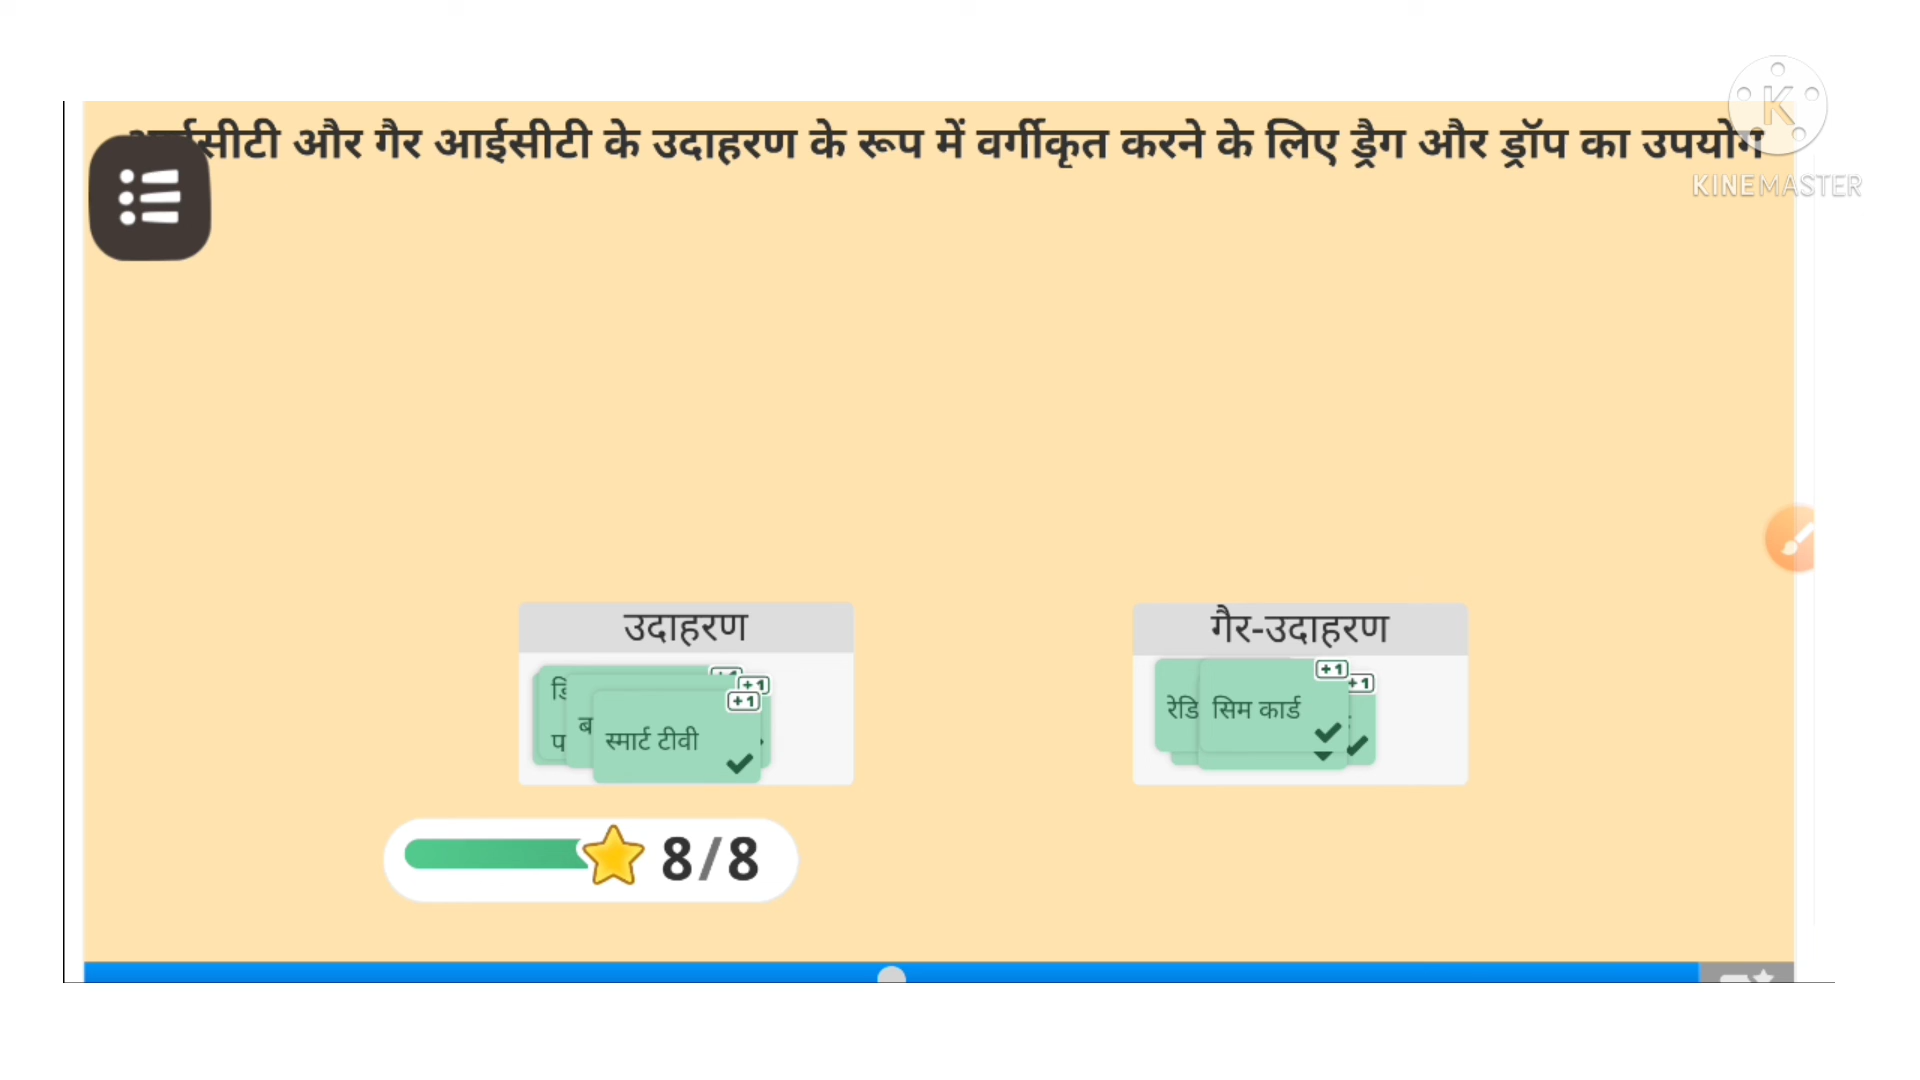 और गैर आईसीटी के उदाहरण के रूप में वर्गीकृत करने के लिए ड्रैग और ड्रॉप का उपयोग
KINEMASTER
उदाहरण
गैर-उदाहरण
+1
+1
स्मार्ट टीवी
+1
+1
सिम कार्ड
8/8